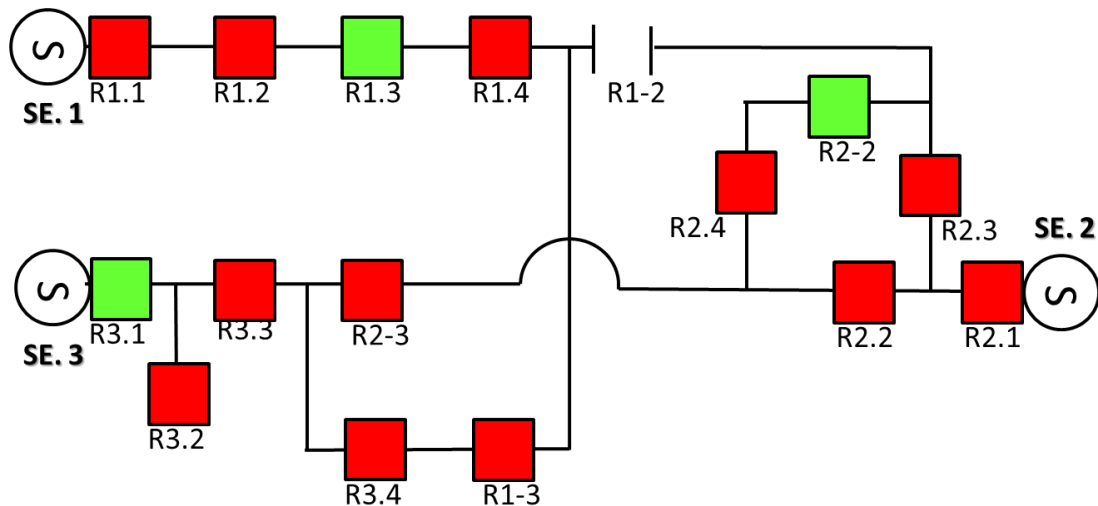 S
R1.1
R1.2
R1.3
R1.4
R1-2
SE. 1
R2-2
R2.4
R2.3
SE. 2
S
R3.1
R3.3
R2-3
S
R2.2
R2.1
SE. 3
R3.2
R3.4
R1-3